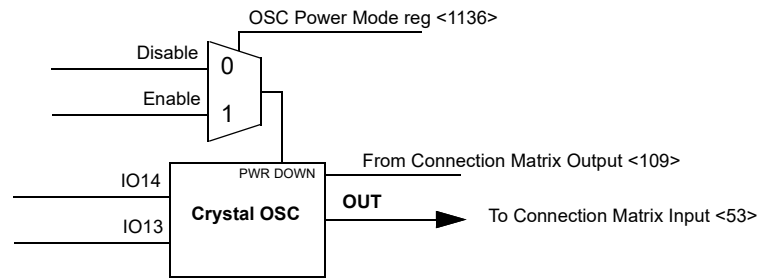 OSC Power Mode reg <1136>
Disable
0
Enable
1
PWR DOWN
From Connection Matrix Output <109>
IO14
OUT
Crystal OSC
To Connection Matrix Input <53>
IO13